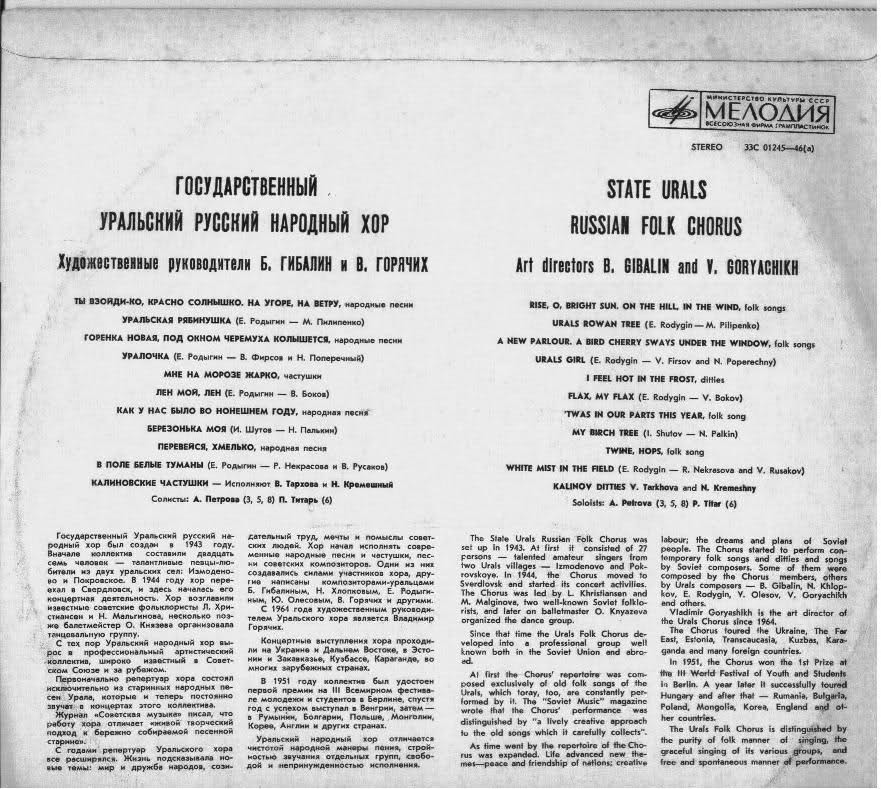 МИНИСТЕРСТВО КУЛЬТУРЫ СССР
МЕЛОДИЯ
ВСЕСОЮЗНАЯ ФИРМА ГРАМПЛАСТИНОК
STEREO 33С 01245—46(а)
ГОСУДАРСТВЕННЫЙ
УРАЛЬСКИЙ РУССКИЙ НАРОДНЫЙ ХОР
Художественные руководители Б. ГИБАЛИН и В. ГОРЯЧИХ
ТЫ ВЗОЙДИ-КО, КРАСНО СОЛНЫШКО. НА УГОРЕ, НА ВЕТРУ, народные песни
УРАЛЬСКАЯ РЯБИНУШКА (Е. Родыгин — М. Пилипенко)
ГОРЕНКА НОВАЯ, ПОД ОКНОМ ЧЕРЕМУХА КОЛЫШЕТСЯ, народные песни
УРАЛОЧКА (Е. Родыгин — В. Фирсов и Н. Поперечный)
МНЕ НА МОРОЗЕ ЖАРКО, частушки
ЛЕН МОЙ, ЛЕН (Е. Родыгин — В. Боков)
КАК У НАС БЫЛО ВО НОНЕШНЕМ ГОДУ, народная песня
БЕРЕЗОНЬКА МОЯ (И. Шутов — Н. Палькин)
ПЕРЕВЕЙСЯ, ХМЕЛЬКО, народная песня
В ПОЛЕ БЕЛЫЕ ТУМАНЫ (Е. Родыгин — Р. Некрасова и В. Русаков)
КАЛИНОВСКИЕ ЧАСТУШКИ — Исполняют В. Тархова и Н. Кремешный
Солисты: А. Петрова (3, 5, 8) П. Титарь (6)
STATE URALS
RUSSIAN FOLK CHORUS
Art directors B. GIBALIN and V. GORYACHIKH
RISE, O, BRIGHT SUN. ON THE HILL, IN THE WIND, folk songs
URALS ROWAN TREE (E. Rodygin — M. Pilipenko)
A NEW PARLOUR. A BIRD CHERRY SWAYS UNDER THE WINDOW, folk songs
URALS GIRL (E. Rodygin — V. Firsov and N. Poperechny)
I FEEL HOT IN THE FROST, ditties
FLAX, MY FLAX (E. Rodygin — V. Bokov)
'TWAS IN OUR PARTS THIS YEAR, folk song
MY BIRCH TREE (I. Shutov — N. Palkin)
TWINE, HOPS, folk song
WHITE MIST IN THE FIELD (E. Rodygin — R. Nekrasova and V. Rusakov)
KALINOV DITTIES V. Tarkhova and N. Kremeshny
Soloists: A. Petrova (3, 5, 8) P. Titar (6)
Государственный Уральский русский на-
родный хор был создан в 1943 году.
Вначале коллектив составили двадцать
семь человек — талантливые певцы-лю-
бители из двух уральских сел: Измодено-
во и Покровское. В 1944 году хор пере-
ехал в Свердловск, и здесь началась его
концертная деятельность. Хор возглавили
известные советские фольклористы Л. Хри-
стиансен и Н. Мальгинова, несколько поз-
же балетмейстер О. Князева организовала
танцевальную группу.
С тех пор Уральский народный хор вы-
рос в профессиональный артистический
коллектив, широко известный в Совет-
ском Союзе и за рубежом.
Первоначально репертуар хора состоял
исключительно из старинных народных пе-
сен Урала, которые и теперь постоянно
звучат в концертах этого коллектива.
Журнал «Советская музыка» писал, что
работу хора отличает «живой творческий
подход к бережно собираемой песенной
старине».
С годами репертуар Уральского хора
все расширялся. Жизнь подсказывала но-
вые темы: мир и дружба народов, сози-
дательный труд, мечты и помыслы совет-
ских людей. Хор начал исполнять совре-
менные народные песни и частушки, пес-
ни советских композиторов. Одни из них
создавались силами участников хора, дру-
гие написаны композиторами-уральцами
Б. Гибалиным, Н. Хлопковым, Е. Родыги-
ным, Ю. Олесовым, В. Горячих и другими.
С 1964 года художественным руководи-
телем Уральского хора является Владимир
Горячих.
Концертные выступления хора проходи-
ли на Украине и Дальнем Востоке, в Эсто-
нии и Закавказье, Кузбассе, Караганде, во
многих зарубежных странах.
В 1951 году коллектив был удостоен
первой премии на III Всемирном фестива-
ле молодежи и студентов в Берлине, спустя
год с успехом выступал в Венгрии, затем —
в Румынии, Болгарии, Польше, Монголии,
Корее, Англии и других странах.
Уральский народный хор отличается
чистотой народной манеры пения, строй-
ностью звучания отдельных групп, свобо-
дой и непринужденностью исполнения.
The State Urals Russian Folk Chorus was
set up in 1943. At first it consisted of 27
persons — talented amateur singers from
two Urals villages — Izmodenovo and Pok-
rovskoye. In 1944, the Chorus moved to
Sverdlovsk and started its concert activities.
The Chorus was led by L. Khristiansen and
M. Malginova, two well-known Soviet folklo-
rists, and later on balletmaster O. Knyazeva
organized the dance group.
Since that time the Urals Folk Chorus de-
veloped into a professional group well
known both in the Soviet Union and abro-
ad.
At first the Chorus' repertoire was com-
posed exclusively of old folk songs of the
Urals, which toray, too, are constantly per-
formed by it. The "Soviet Music" magazine
wrote that the Chorus' performance was
distinguished by "a lively creative approach
to the old songs which it carefully collects".
As time went by the repertoire of the Cho-
rus was expanded. Life advanced new the-
mes—peace and friendship of nations; creative
labour; the dreams and plans of Soviet
people. The Chorus started to perform con-
temporary folk songs and ditties and songs
by Soviet composers. Some of them were
composed by the Chorus members, others
by Urals composers — B. Gibalin, N. Khlop-
kov, E. Rodygin, V. Olesov, V. Goryachikh
and others.
Vladimir Goryachikh is the art director of
the Urals Chorus since 1964.
The Chorus toured the Ukraine, The Far
East, Estonia, Transcaucasia, Kuzbas, Kara-
ganda and many foreign countries.
In 1951, the Chorus won the 1st Prize at
the III World Festival of Youth and Students
in Berlin. A year later it successfully toured
Hungary and after that — Rumania, Bulgaria,
Poland, Mongolia, Korea, England and ot-
her countries.
The Urals Folk Chorus is distinguished by
the purity of folk manner of singing, the
graceful singing of its various groups, and
free and spontaneous manner of performance.